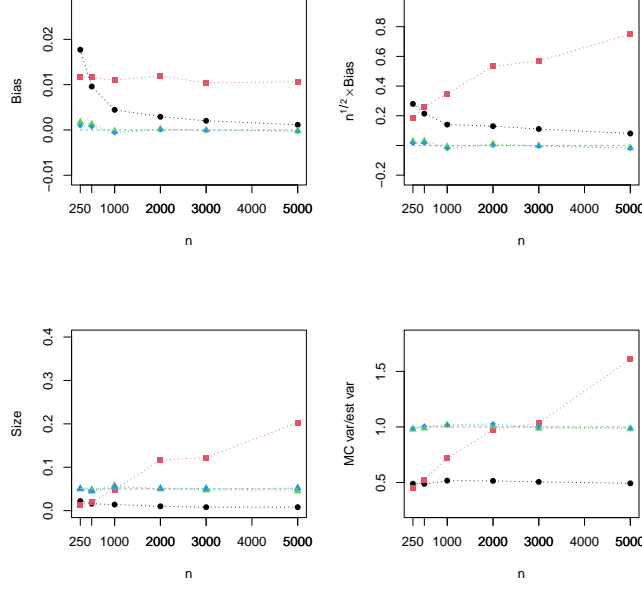 Bias
−0.01 0.00 0.01 0.02
250 1000 2000 3000 4000 5000
n
n^1/2 × Bias
−0.2 0.2 0.4 0.6 0.8
250 1000 2000 3000 4000 5000
n
Size
0.0 0.1 0.2 0.3 0.4
250 1000 2000 3000 4000 5000
n
MC var/est var
0.5 1.0 1.5
250 1000 2000 3000 4000 5000
n